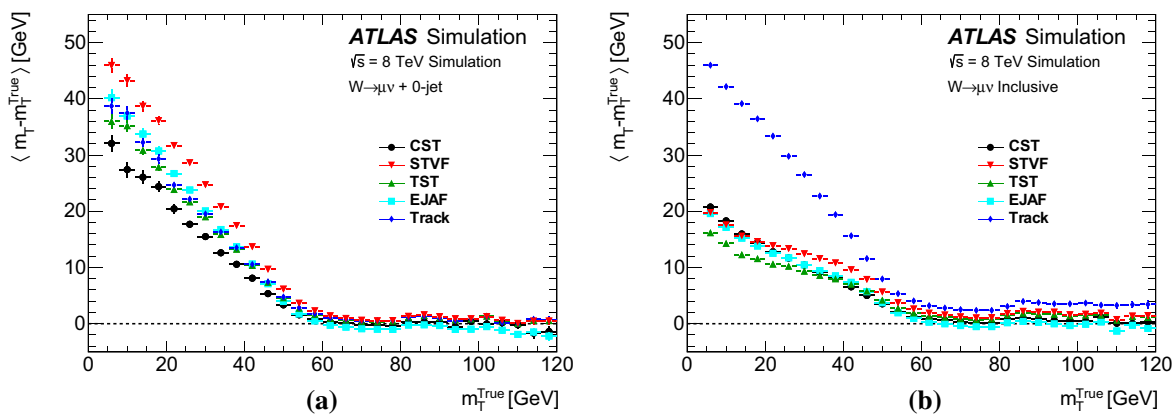 ⟨ m_T-m_T^True ⟩ [GeV]
50
40
30
20
10
0
ATLAS Simulation
√s = 8 TeV Simulation
W→μν + 0-jet
CST
STVF
TST
EJAF
Track
0 20 40 60 80 100 120
(a)
m_T^True [GeV]
⟨ m_T-m_T^True ⟩ [GeV]
50
40
30
20
10
0
ATLAS Simulation
√s = 8 TeV Simulation
W→μν Inclusive
CST
STVF
TST
EJAF
Track
0 20 40 60 80 100 120
(b)
m_T^True [GeV]